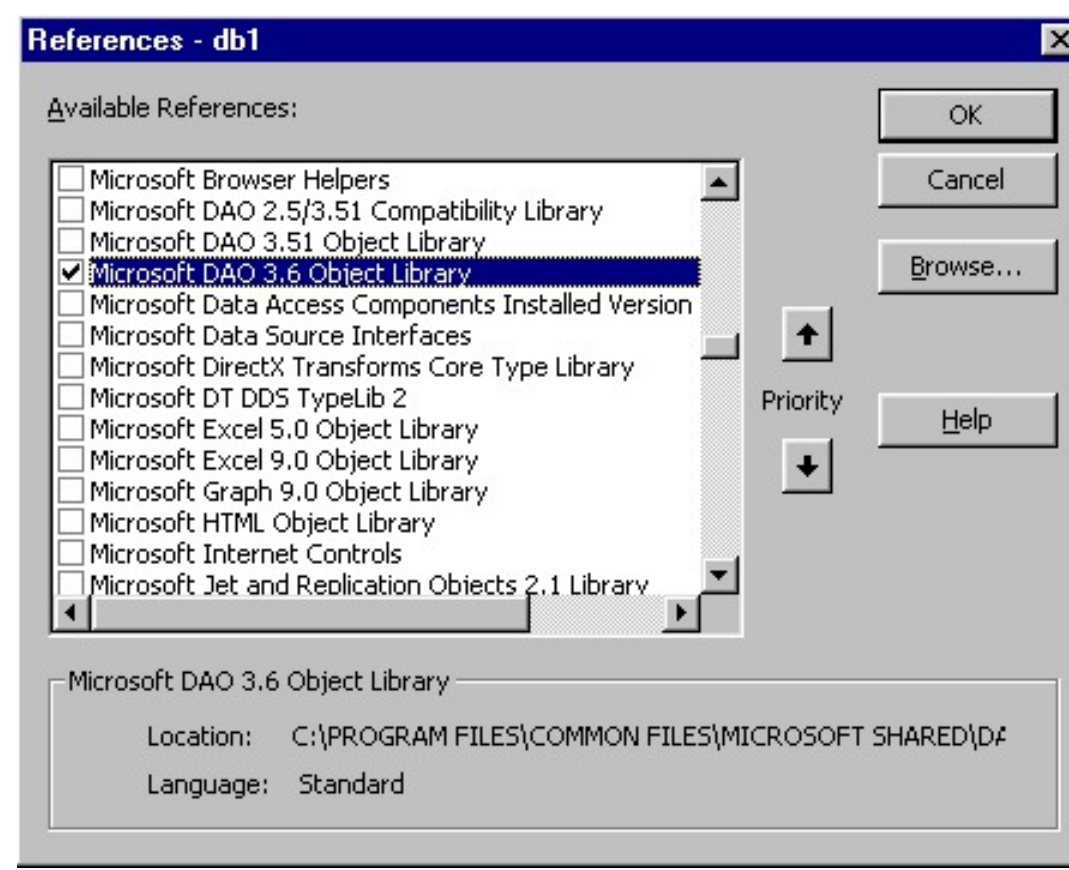 References - db1
Available References:
OK
Cancel
Browse...
Priority
Help
Microsoft Browser Helpers
Microsoft DAO 2.5/3.51 Compatibility Library
Microsoft DAO 3.51 Object Library
Microsoft DAO 3.6 Object Library
Microsoft Data Access Components Installed Version
Microsoft Data Source Interfaces
Microsoft DirectX Transforms Core Type Library
Microsoft DT DDS TypeLib 2
Microsoft Excel 5.0 Object Library
Microsoft Excel 9.0 Object Library
Microsoft Graph 9.0 Object Library
Microsoft HTML Object Library
Microsoft Internet Controls
Microsoft Jet and Replication Objects 2.1 Library
Microsoft DAO 3.6 Object Library
Location: C:\PROGRAM FILES\COMMON FILES\MICROSOFT SHARED\DA
Language: Standard